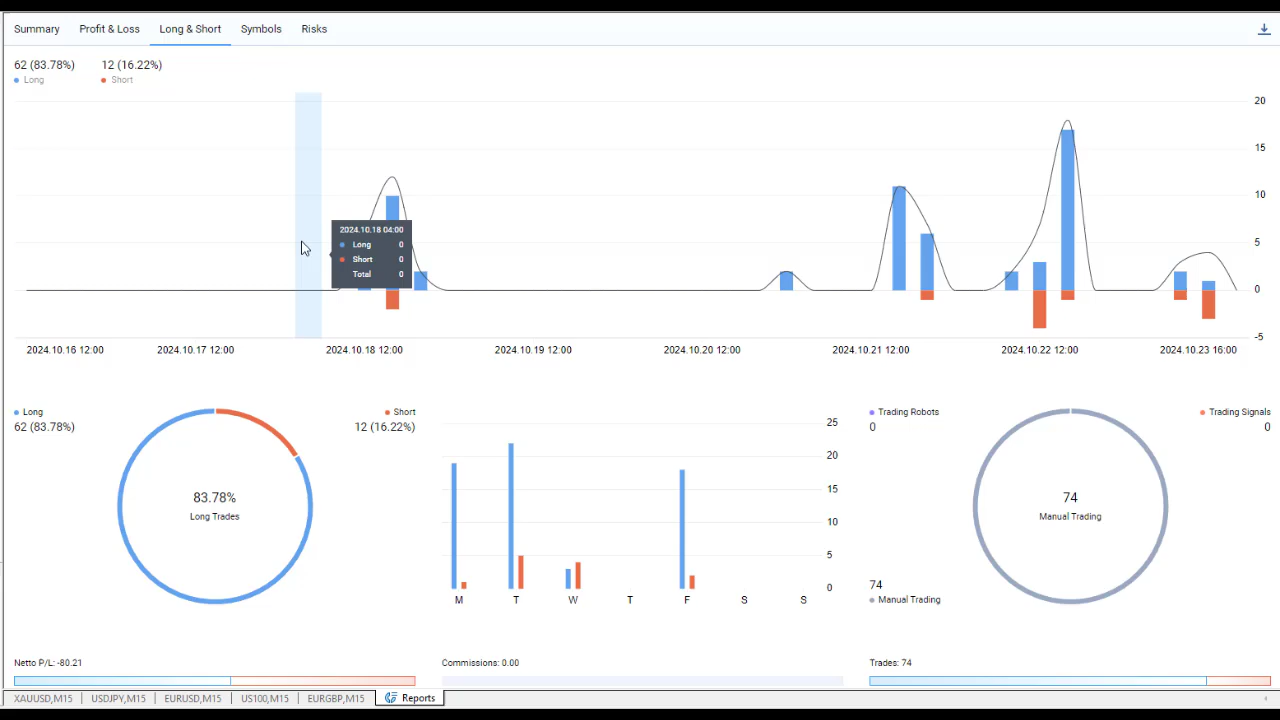 Summary Profit & Loss Long & Short Symbols Risks
62 (83.78%) 12 (16.22%)
Long Short
20
15
10
5
0
-5
2024.10.18 04:00
Long 0
Short 0
Total 0
2024.10.16 12:00 2024.10.17 12:00 2024.10.18 12:00 2024.10.19 12:00 2024.10.20 12:00 2024.10.21 12:00 2024.10.22 12:00 2024.10.23 16:00
Long Short
62 (83.78%) 12 (16.22%)
83.78%
Long Trades
25
20
15
10
5
0
M T W T F S S
Trading Robots Trading Signals
0 0
74
Manual Trading
74
Manual Trading
Netto P/L: -80.21 Commissions: 0.00 Trades: 74
XAUUSD,M15 USDJPY,M15 EURUSD,M15 US100,M15 EURGBP,M15 Reports